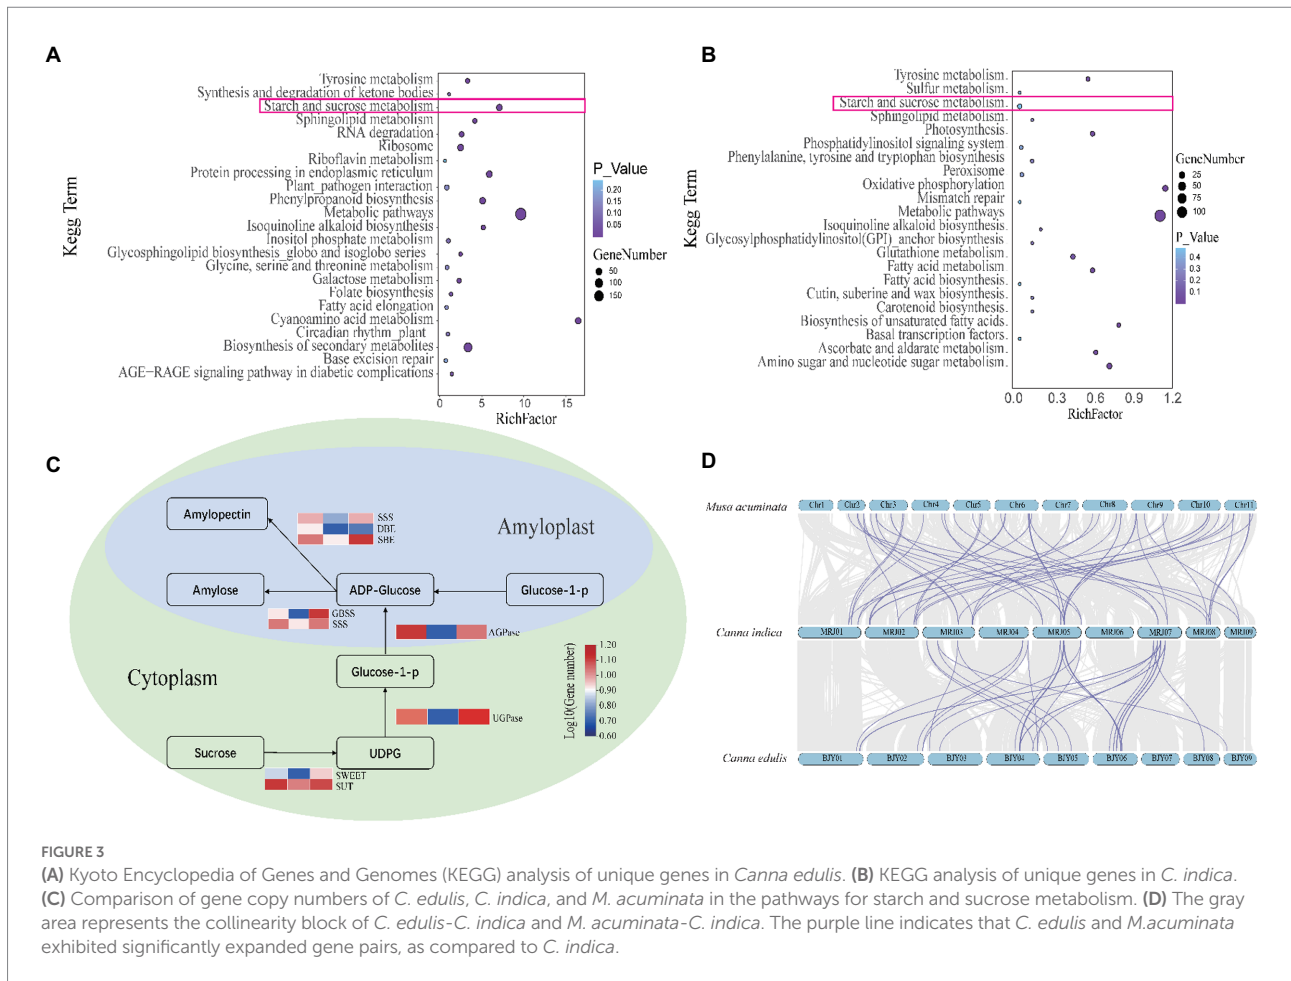 A
Kegg Term
Tyrosine metabolism
Synthesis and degradation of ketone bodies
Starch and sucrose metabolism
Sphingolipid metabolism
RNA degradation
Ribosome
Riboflavin metabolism
Protein processing in endoplasmic reticulum
Plant_pathogen interaction
Phenylpropanoid biosynthesis
Metabolic pathways
Isoquinoline alkaloid biosynthesis
Inositol phosphate metabolism
Glycosphingolipid biosynthesis_globo and isoglobo series
Glycine, serine and threonine metabolism
Galactose metabolism
Folate biosynthesis
Fatty acid elongation
Cyanoamino acid metabolism
Circadian rhythm_plant
Biosynthesis of secondary metabolites
Base excision repair
AGE−RAGE signaling pathway in diabetic complications
0 5 10 15
RichFactor
P_Value
0.20
0.15
0.10
0.05
GeneNumber
50
100
150
B
Kegg Term
Tyrosine metabolism.
Sulfur metabolism.
Starch and sucrose metabolism.
Sphingolipid metabolism.
Photosynthesis.
Phosphatidylinositol signaling system
Phenylalanine, tyrosine and tryptophan biosynthesis
Peroxisome
Oxidative phosphorylation
Mismatch repair
Metabolic pathways
Isoquinoline alkaloid biosynthesis.
Glycosylphosphatidylinositol(GPI)_anchor biosynthesis
Glutathione metabolism.
Fatty acid metabolism.
Fatty acid biosynthesis.
Cutin, suberine and wax biosynthesis.
Carotenoid biosynthesis.
Biosynthesis of unsaturated fatty acids.
Basal transcription factors.
Ascorbate and aldarate metabolism.
Amino sugar and nucleotide sugar metabolism.
0.0 0.3 0.6 0.9 1.2
RichFactor
GeneNumber
25
50
75
100
P_Value
0.4
0.3
0.2
0.1
C
Amylopectin
SSS
DBE
SBE
Amyloplast
Amylose
ADP-Glucose
Glucose-1-p
GBSS
SSS
AGPase
Cytoplasm
Glucose-1-p
UGPase
Sucrose
UDPG
SWEET
SUT
Log10(Gene number)
1.20
1.10
1.00
0.90
0.80
0.70
0.60
D
Musa acuminata
Chr1 Chr2 Chr3 Chr4 Chr5 Chr6 Chr7 Chr8 Chr9 Chr10 Chr11
Canna indica
MRJ01 MRJ02 MRJ03 MRJ04 MRJ05 MRJ06 MRJ07 MRJ08 MRJ09
Canna edulis
BJY01 BJY02 BJY03 BJY04 BJY05 BJY06 BJY07 BJY08 BJY09
FIGURE 3
(A) Kyoto Encyclopedia of Genes and Genomes (KEGG) analysis of unique genes in Canna edulis. (B) KEGG analysis of unique genes in C. indica.
(C) Comparison of gene copy numbers of C. edulis, C. indica, and M. acuminata in the pathways for starch and sucrose metabolism. (D) The gray
area represents the collinearity block of C. edulis-C. indica and M. acuminata-C. indica. The purple line indicates that C. edulis and M.acuminata
exhibited significantly expanded gene pairs, as compared to C. indica.